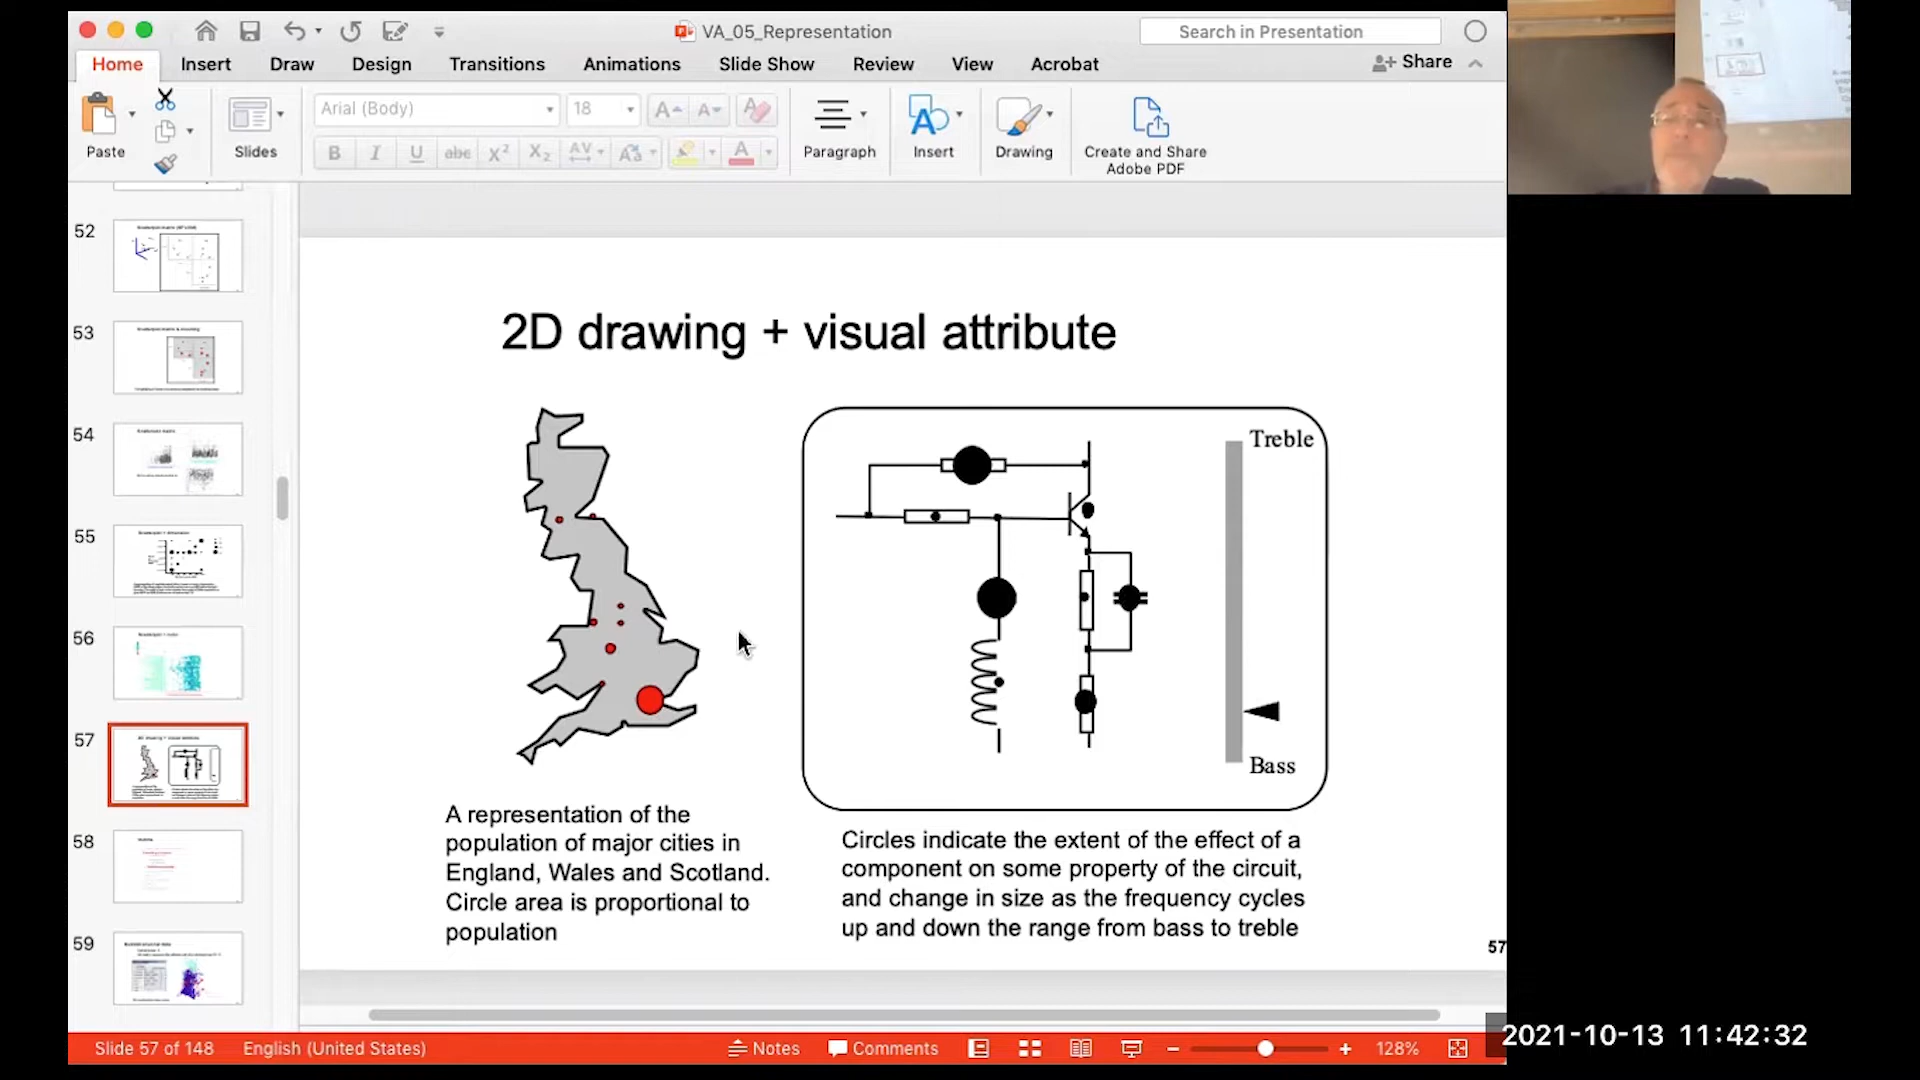 VA_05_Representation
Search in Presentation
Home Insert Draw Design Transitions Animations Slide Show Review View Acrobat
Share
Paste
Slides
Arial (Body)
18
B I U abc X² X₂ AV Aa A
Paragraph
Insert
Drawing
Create and Share
Adobe PDF
52
53
54
55
56
57
58
59
2D drawing + visual attribute
Treble
Bass
A representation of the
population of major cities in
England, Wales and Scotland.
Circle area is proportional to
population
Circles indicate the extent of the effect of a
component on some property of the circuit,
and change in size as the frequency cycles
up and down the range from bass to treble
57
Slide 57 of 148
English (United States)
Notes
Comments
128%
2021-10-13 11:42:32